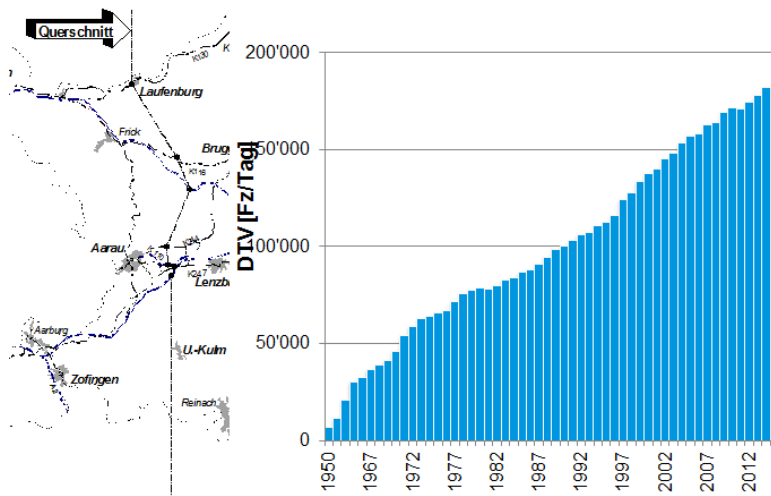 Querschnitt
K130
K
Laufenburg
Frick
Brugg
K116
Aarau
K247
Lenzb
Aarburg
Zofingen
U.-Kulm
Reinach
DTV [Fz/Tag]
200'000
150'000
100'000
50'000
0
1950
1967
1972
1977
1982
1987
1992
1997
2002
2007
2012